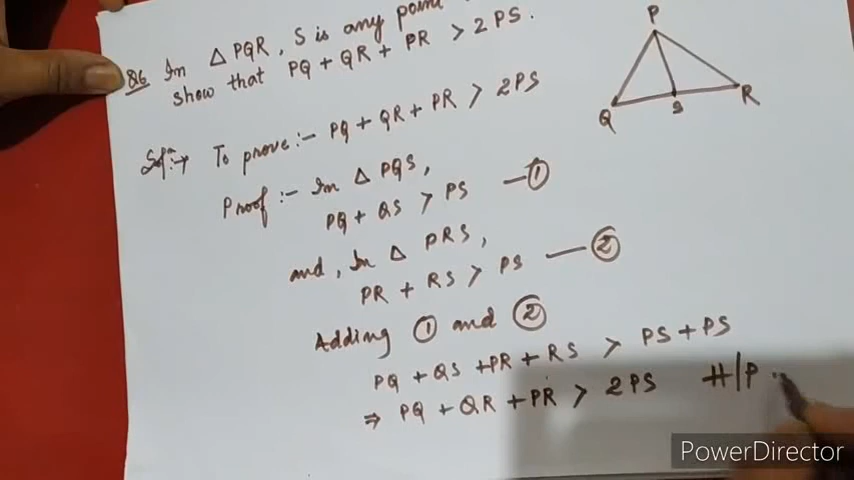 Q6 In △ PQR, S is any point
show that PQ + QR + PR > 2PS.
P
Q
S
R
Solⁿ:→ To prove:- PQ + QR + PR > 2PS
Proof :- In △ PQS,
PQ + QS > PS —①
and, In △ PRS,
PR + RS > PS —②
Adding ① and ②
PQ + QS + PR + RS > PS + PS
⇒ PQ + QR + PR > 2PS H/P
PowerDirector